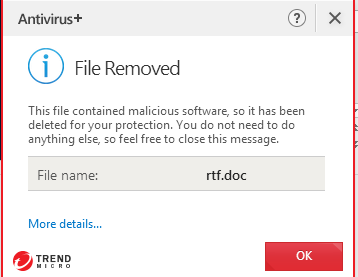 Antivirus+
File Removed
This file contained malicious software, so it has been
deleted for your protection. You do not need to do
anything else, so feel free to close this message.
File name: rtf.doc
More details...
TREND
MICRO
OK